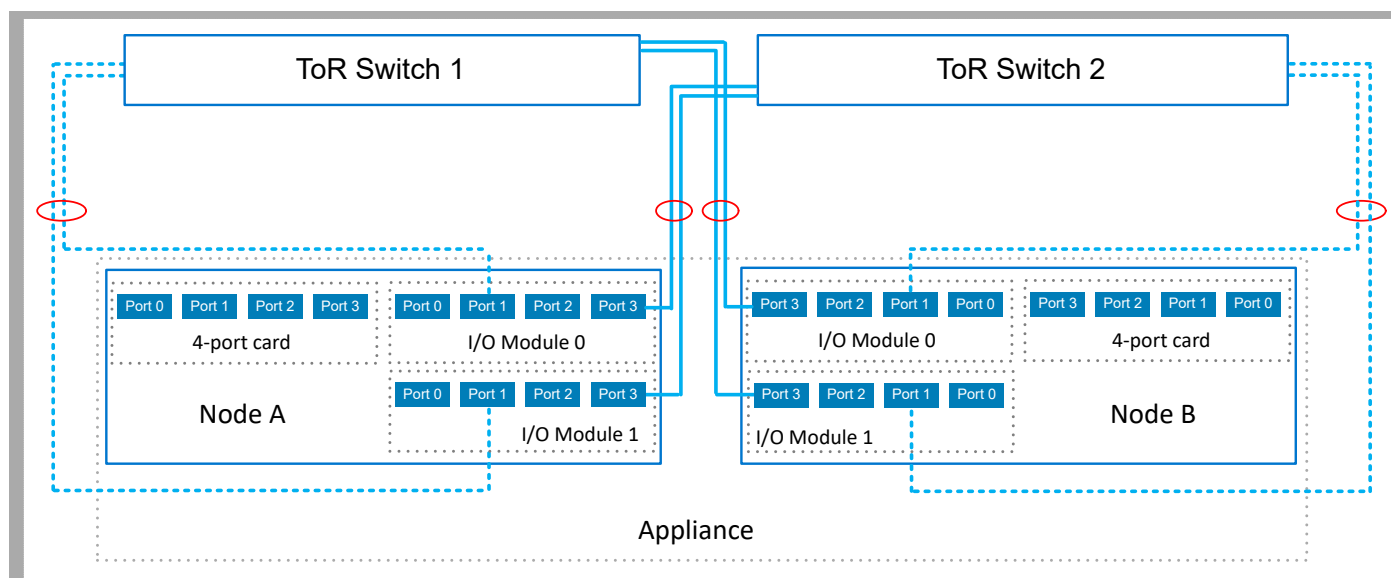 ToR Switch 1
ToR Switch 2
Port 0 Port 1 Port 2 Port 3
4-port card
Port 0 Port 1 Port 2 Port 3
I/O Module 0
Port 0 Port 1 Port 2 Port 3
I/O Module 1
Node A
Port 3 Port 2 Port 1 Port 0
I/O Module 0
Port 3 Port 2 Port 1 Port 0
4-port card
Port 3 Port 2 Port 1 Port 0
I/O Module 1
Node B
Appliance